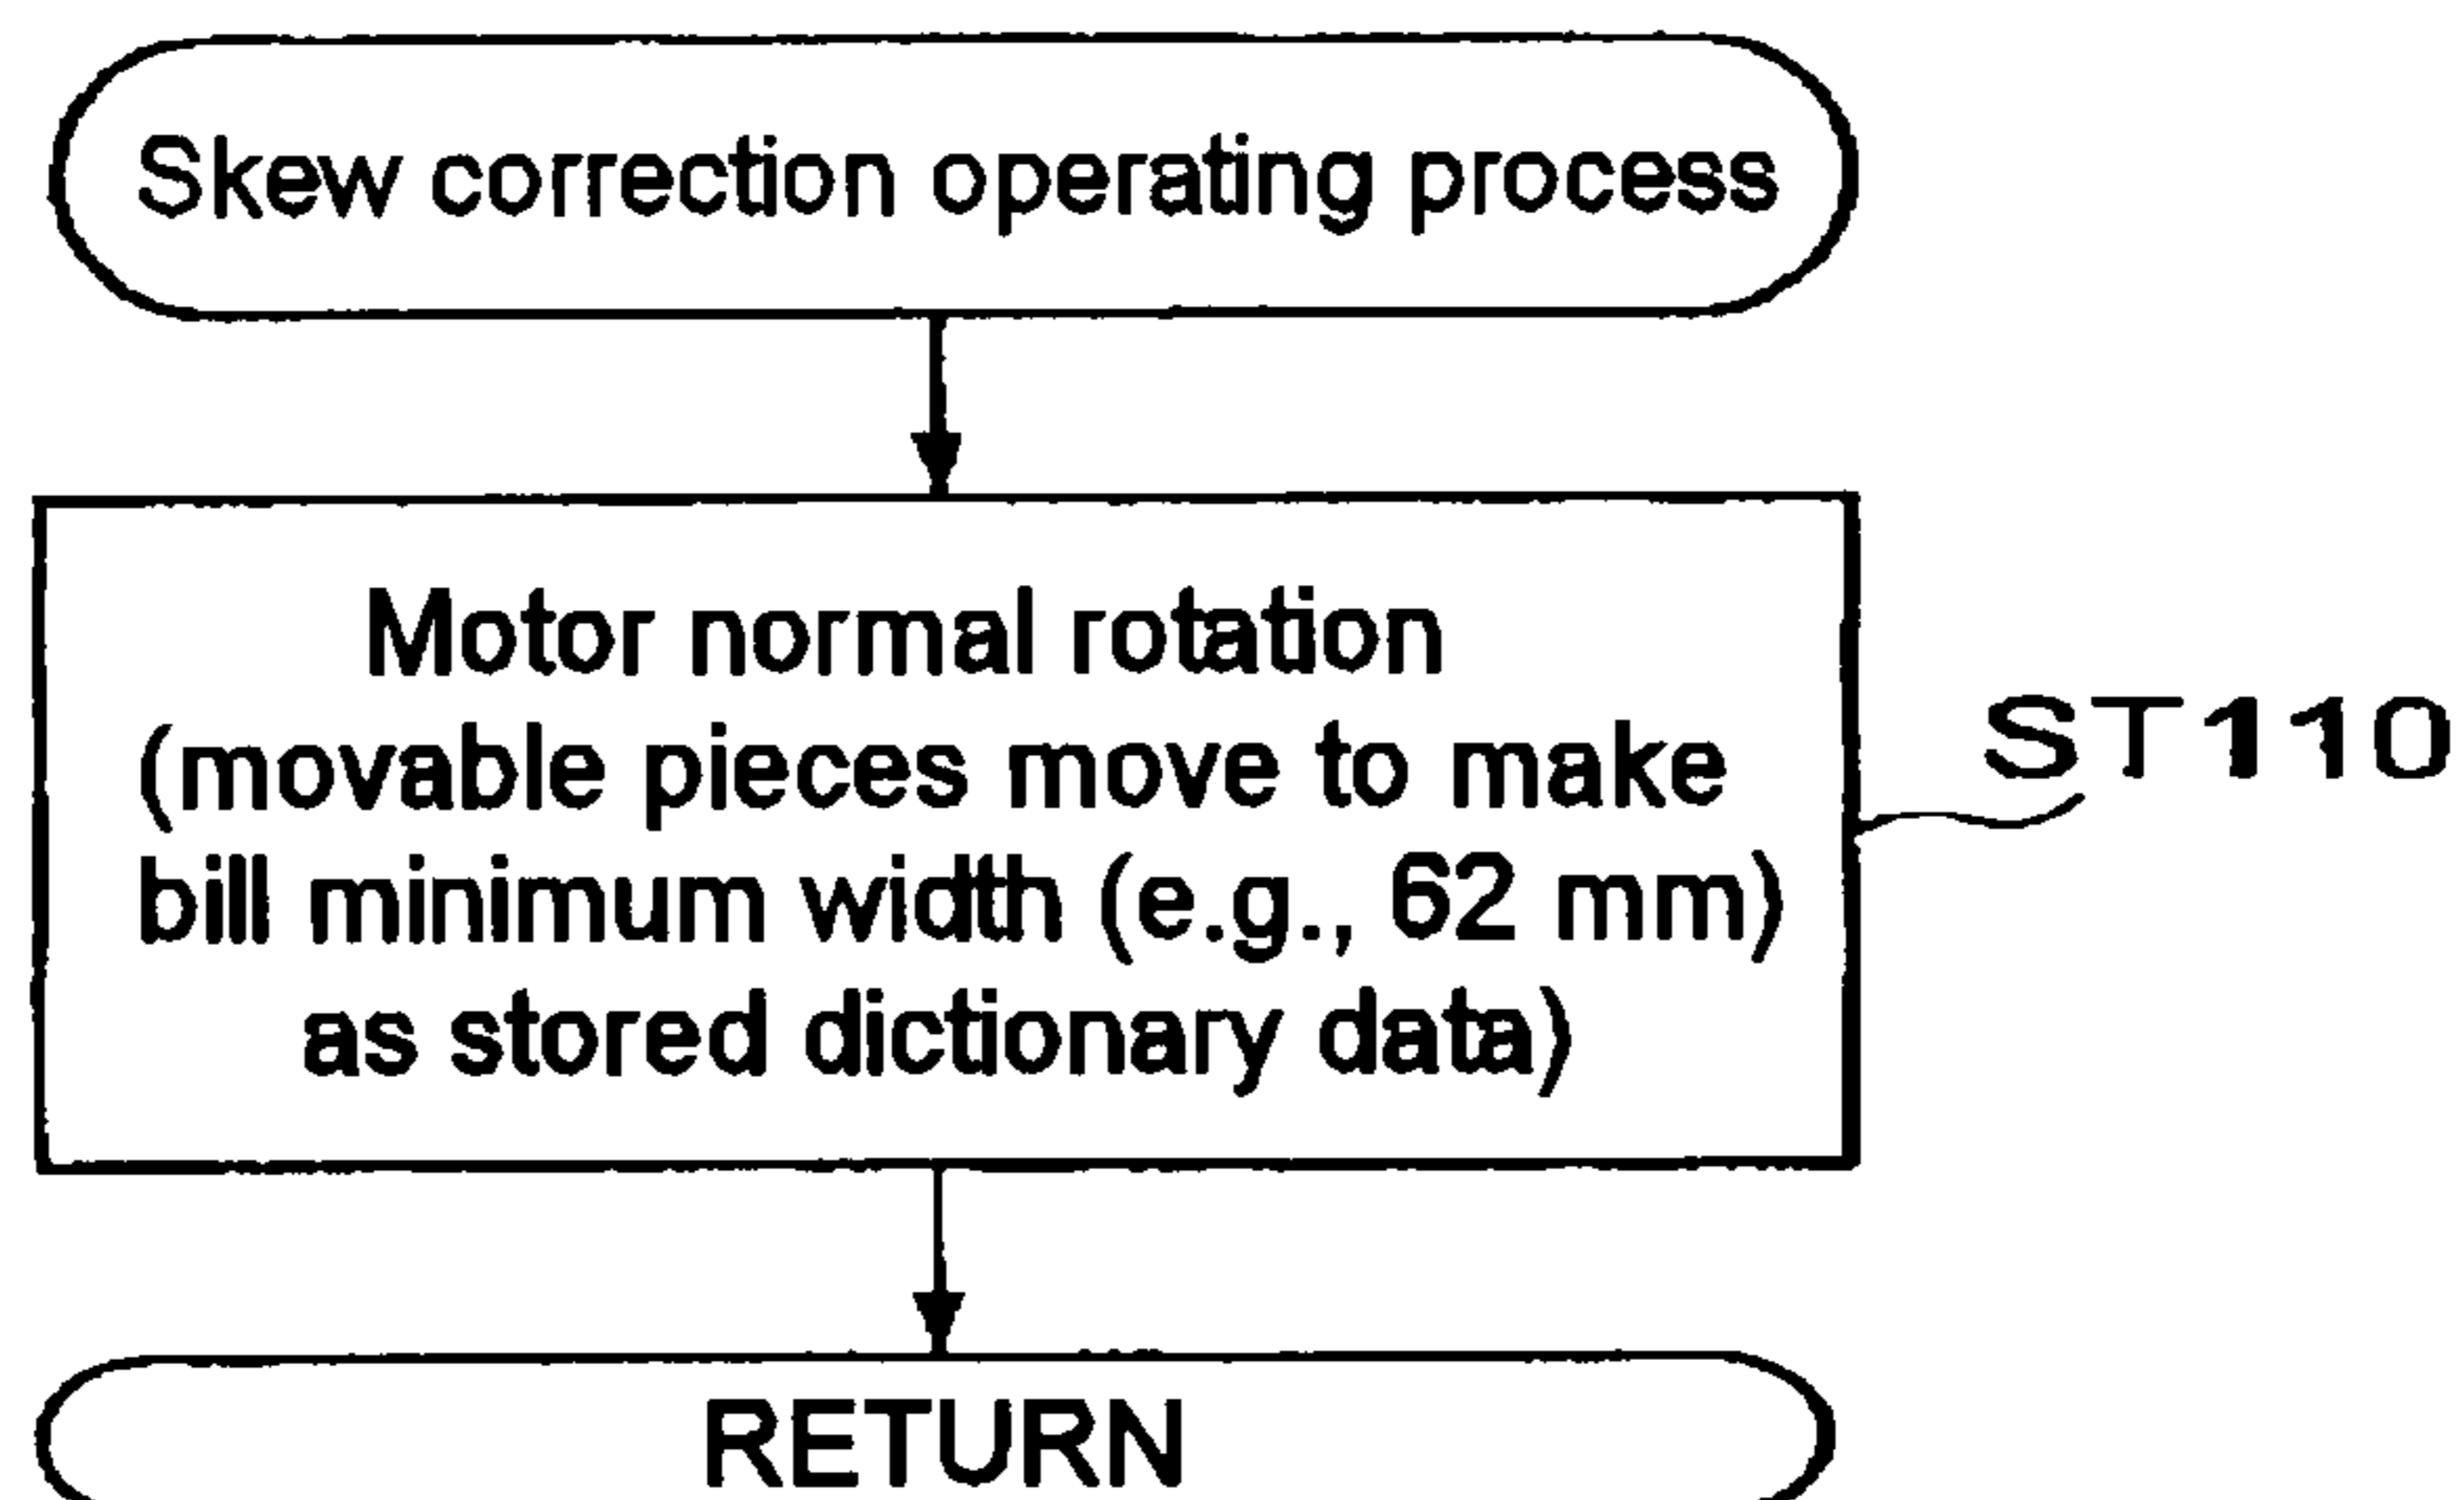 Skew correction operating process
Motor normal rotation
(movable pieces move to make
bill minimum width (e.g., 62 mm)
as stored dictionary data)
ST110
RETURN